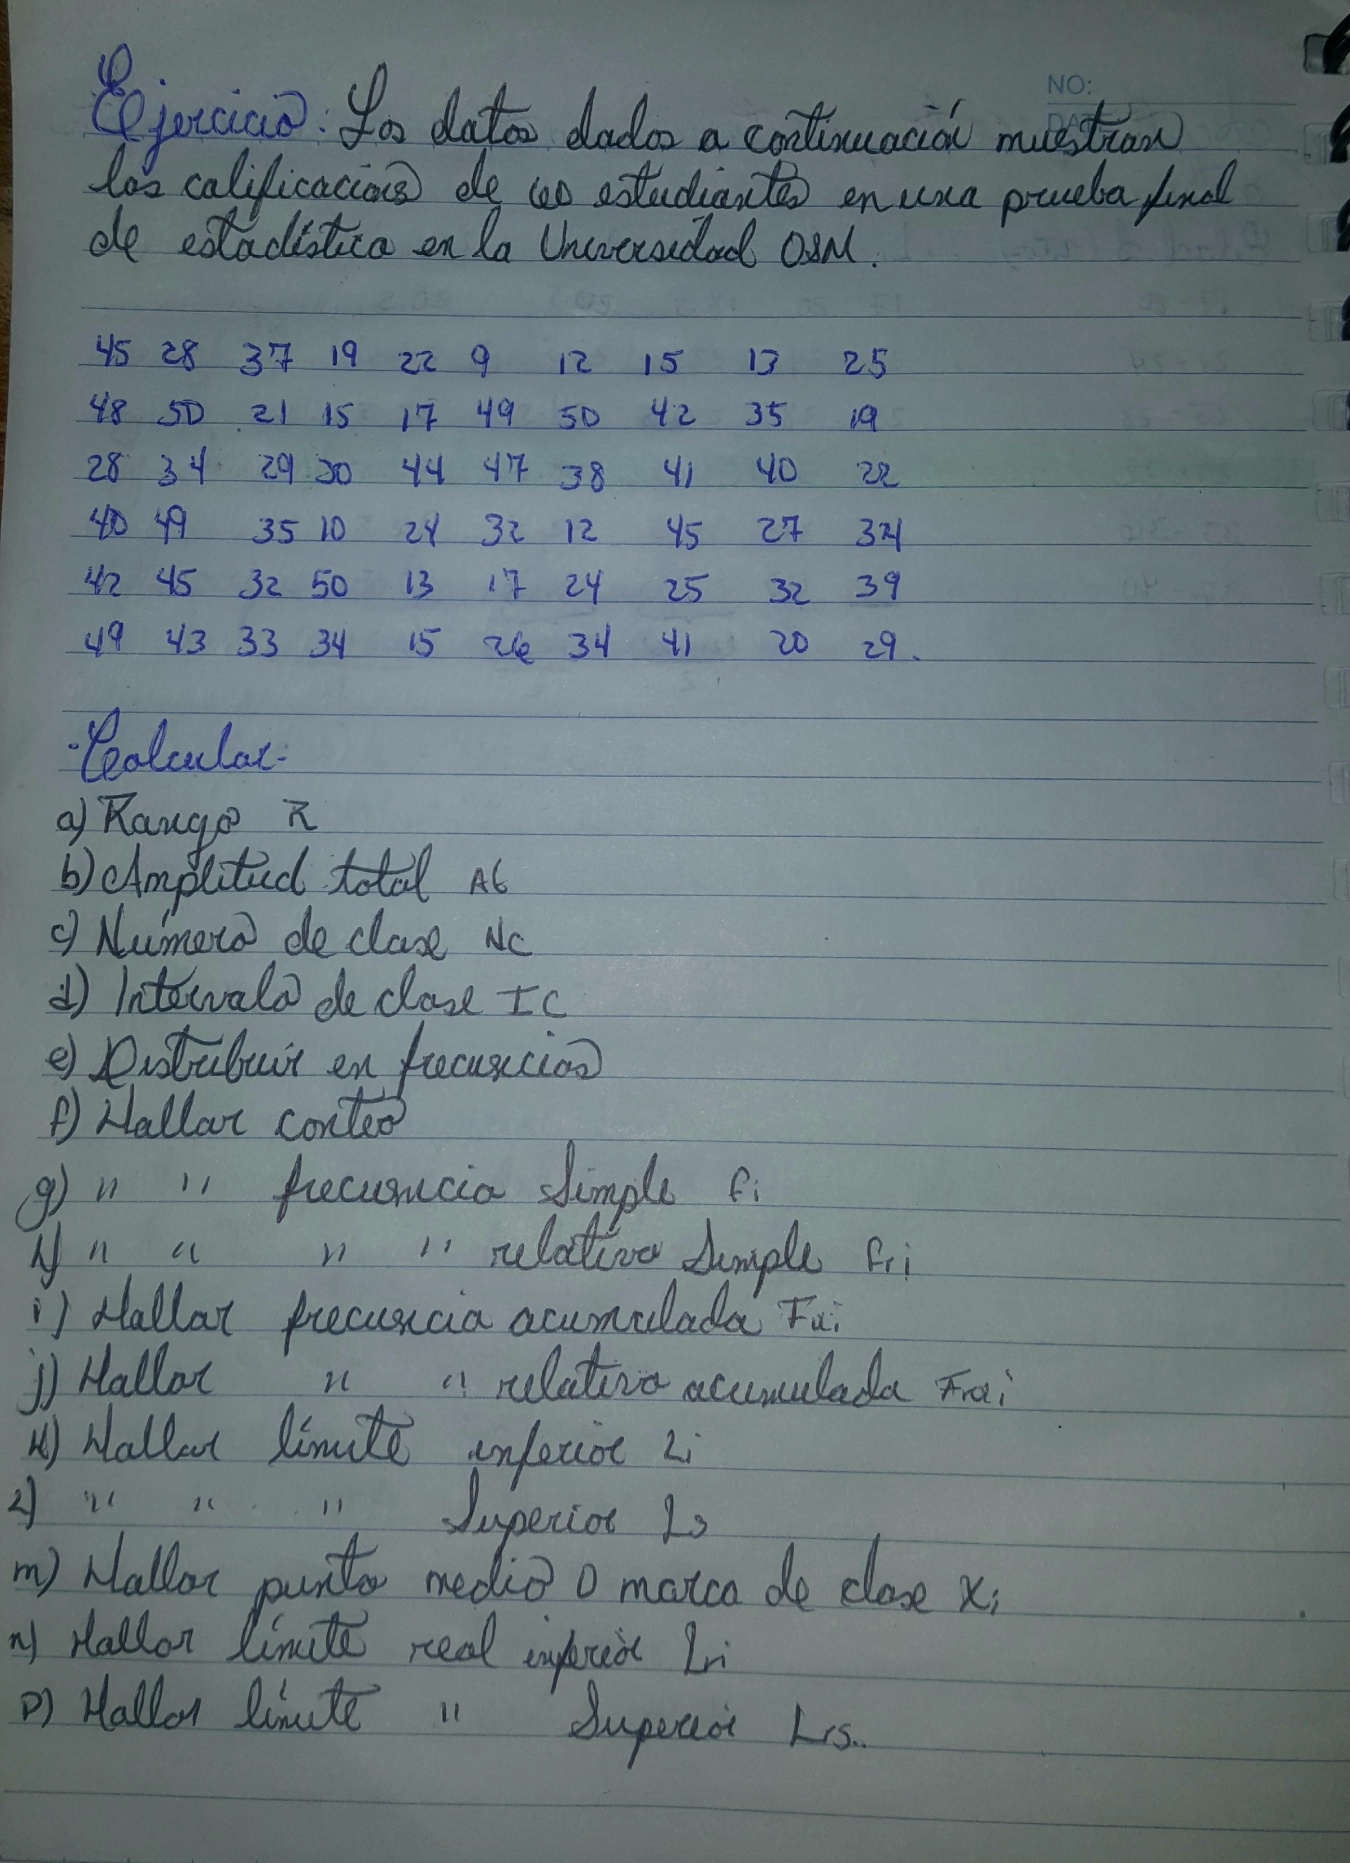 NO:
Ejercicio: Los datos dados a continuación muestran
las calificacions de 60 estudiantes en una prueba final
de estadística en la Universidad OSM.
45 28 37 19 22 9 12 15 13 25
48 50 21 15 17 49 50 42 35 19
28 34 29 30 44 47 38 41 40 22
40 49 35 10 24 32 12 45 27 34
42 45 32 50 13 17 24 25 32 39
49 43 33 34 15 26 34 41 20 29.
·Calcular-
a) Rango R
b) Amplitud total At
c) Número de clase Nc
d) Intervalo de clase IC
e) Distribuir en frecuencias
f) Hallar conteo
g) " " frecuencia Simple fi
h) " " " " relativa Simple fri
i) Hallar frecuencia acumulada Fai
j) Hallar " " relativa acumulada Frai
k) Hallar límite inferior Li
L) " " " Superior Ls
m) Hallar punto medio o marca de clase Xi
n) Hallar límite real inferior Lri
o) Hallar límite " Superior Lrs..